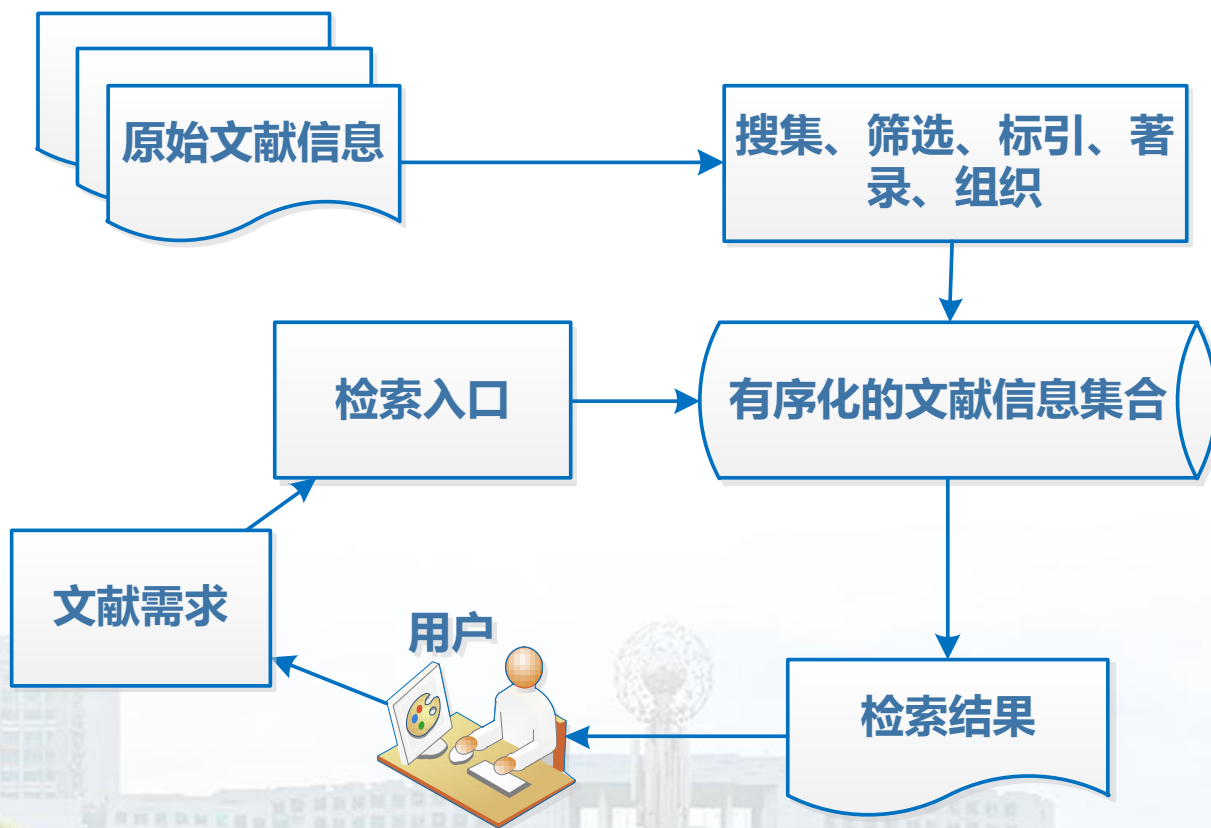 原始文献信息
搜集、筛选、标引、著
录、组织
检索入口
有序化的文献信息集合
文献需求
用户
检索结果